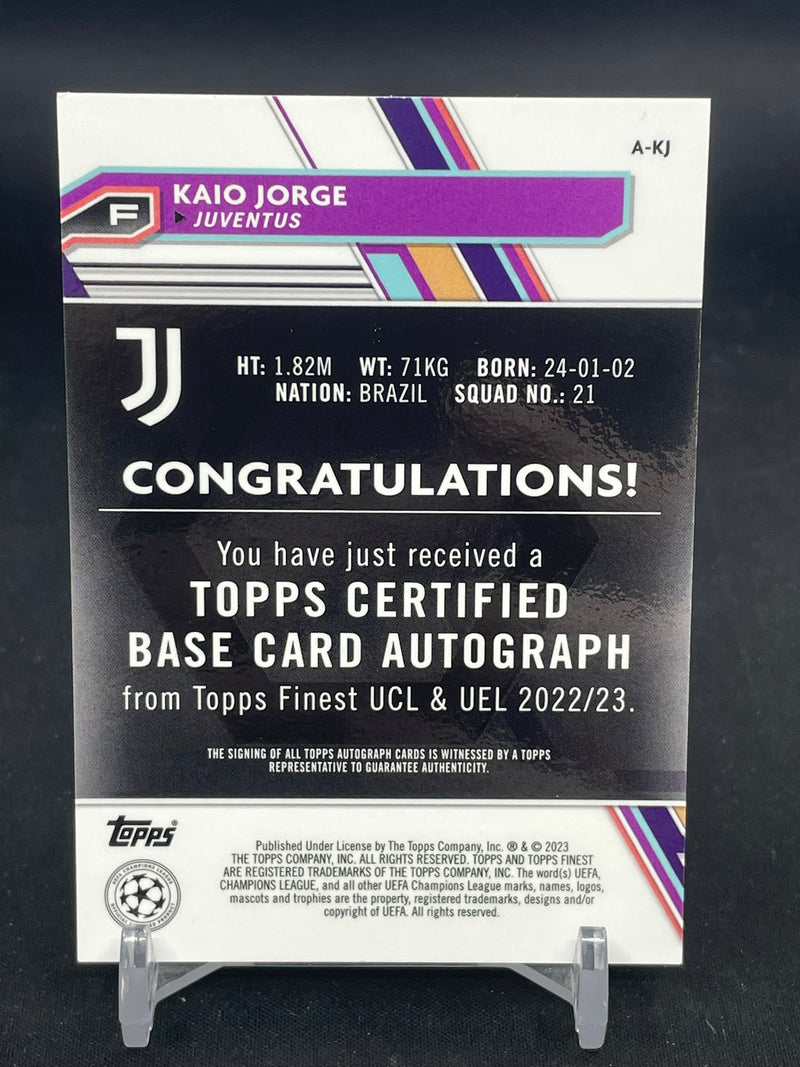 A-KJ
F
KAIO JORGE
JUVENTUS
HT: 1.82M WT: 71KG BORN: 24-01-02
NATION: BRAZIL SQUAD NO.: 21
CONGRATULATIONS!
You have just received a
TOPPS CERTIFIED
BASE CARD AUTOGRAPH
from Topps Finest UCL & UEL 2022/23.
THE SIGNING OF ALL TOPPS AUTOGRAPH CARDS IS WITNESSED BY A TOPPS
REPRESENTATIVE TO GUARANTEE AUTHENTICITY.
Topps®
UEFA CHAMPIONS LEAGUE
Published Under License by The Topps Company, Inc. ® & © 2023
THE TOPPS COMPANY, INC. ALL RIGHTS RESERVED. TOPPS AND TOPPS FINEST
ARE REGISTERED TRADEMARKS OF THE TOPPS COMPANY, INC. The word(s) UEFA,
CHAMPIONS LEAGUE, and all other UEFA Champions League marks, names, logos,
mascots and trophies are the property, registered trademarks, designs and/or
copyright of UEFA. All rights reserved.